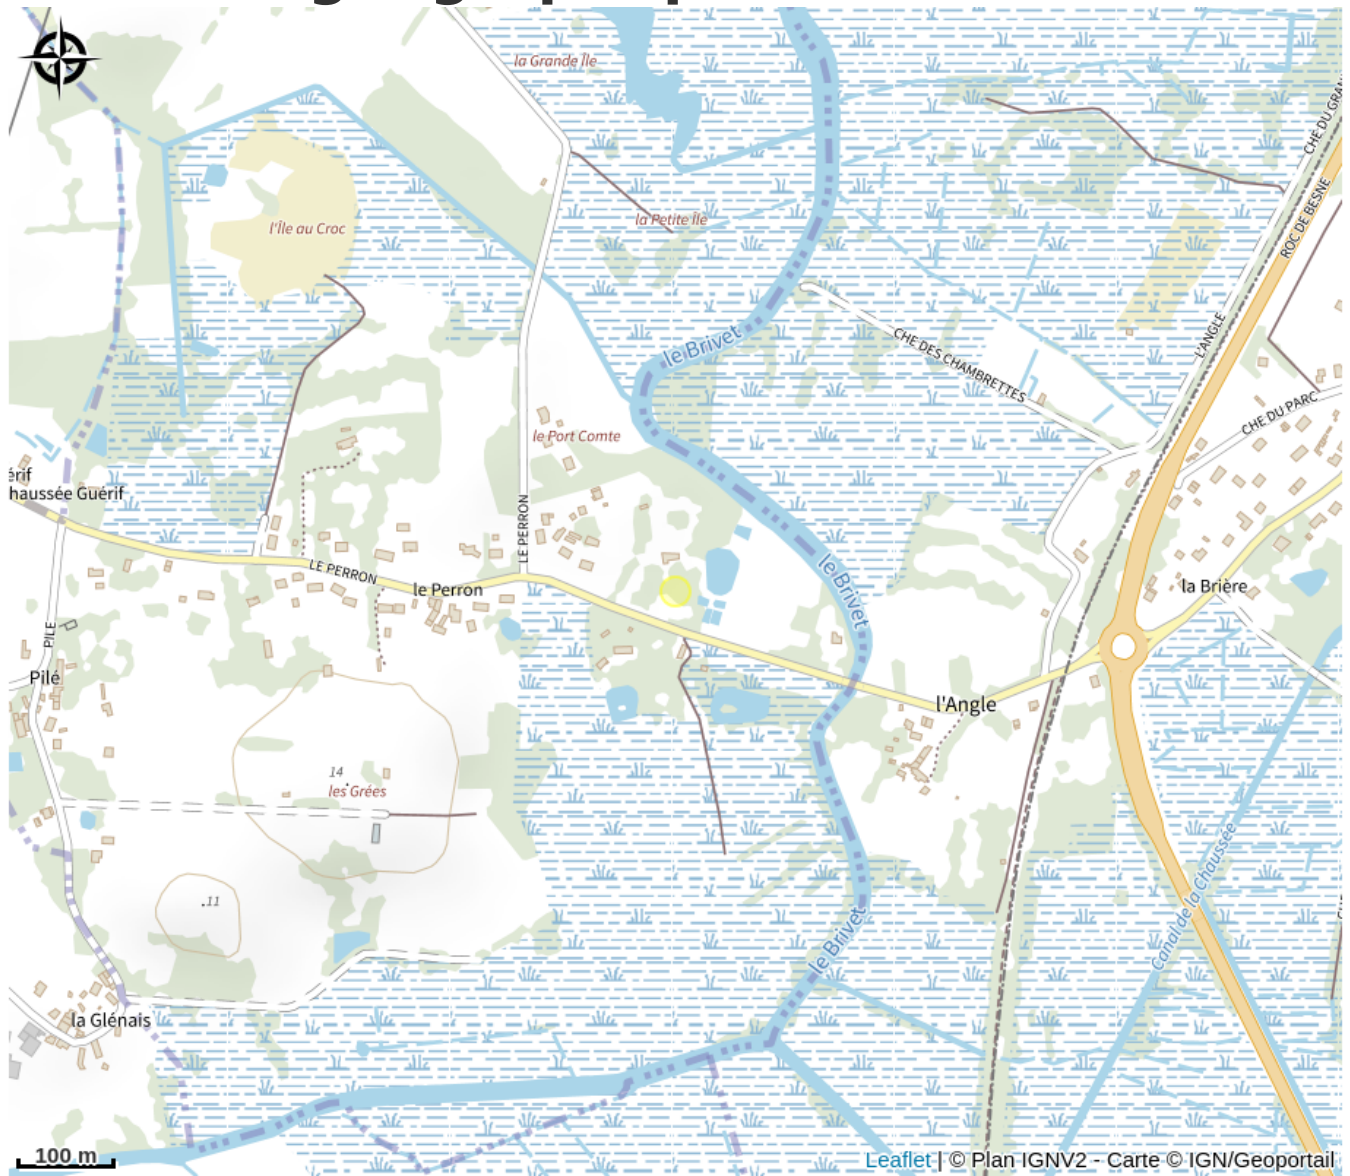 la Grande Île
CHE DU GRAN
l'Île au Croc
la Petite Île
ROC DE BESNE
le Brivet
L'ANGLE
CHE DES CHAMBRETTES
CHE DU PARC
le Port Comte
érif
haussée Guérif
LE PERRON
LE PERRON
le Perron
le Brivet
la Brière
PILE
Pilé
l'Angle
14
les Grées
Canal de la Chaussée
11
le Brivet
la Glénais
100 m
Leaflet | © Plan IGNV2 - Carte © IGN/Geoportail